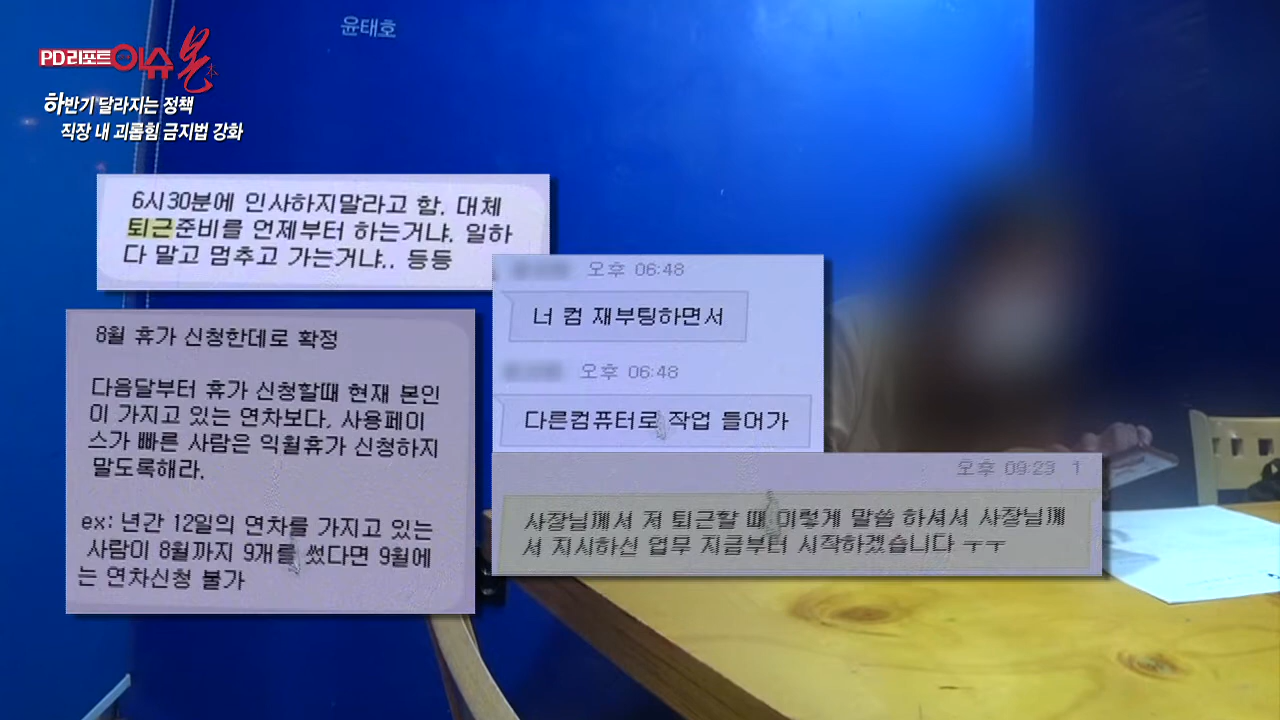 윤태호
PD리포트 이슈 본
하반기 달라지는 정책
직장 내 괴롭힘 금지법 강화
6시30분에 인사하지말라고 함. 대체
퇴근준비를 언제부터 하는거냐. 일하
다 말고 멈추고 가는거냐.. 등등
8월 휴가 신청한데로 확정
다음달부터 휴가 신청할때 현재 본인
이 가지고 있는 연차보다, 사용페이
스가 빠른 사람은 익월휴가 신청하지
말도록해라.
ex: 년간 12일의 연차를 가지고 있는
사람이 8월까지 9개를 썼다면 9월에
는 연차신청 불가
오후 06:48
너 컴 재부팅하면서
오후 06:48
다른컴퓨터로 작업 들어가
오후 09:23 1
사장님께서 저 퇴근할 때 이렇게 말씀 하셔서 사장님께
서 지시하신 업무 지금부터 시작하겠습니다 ㅜㅜ